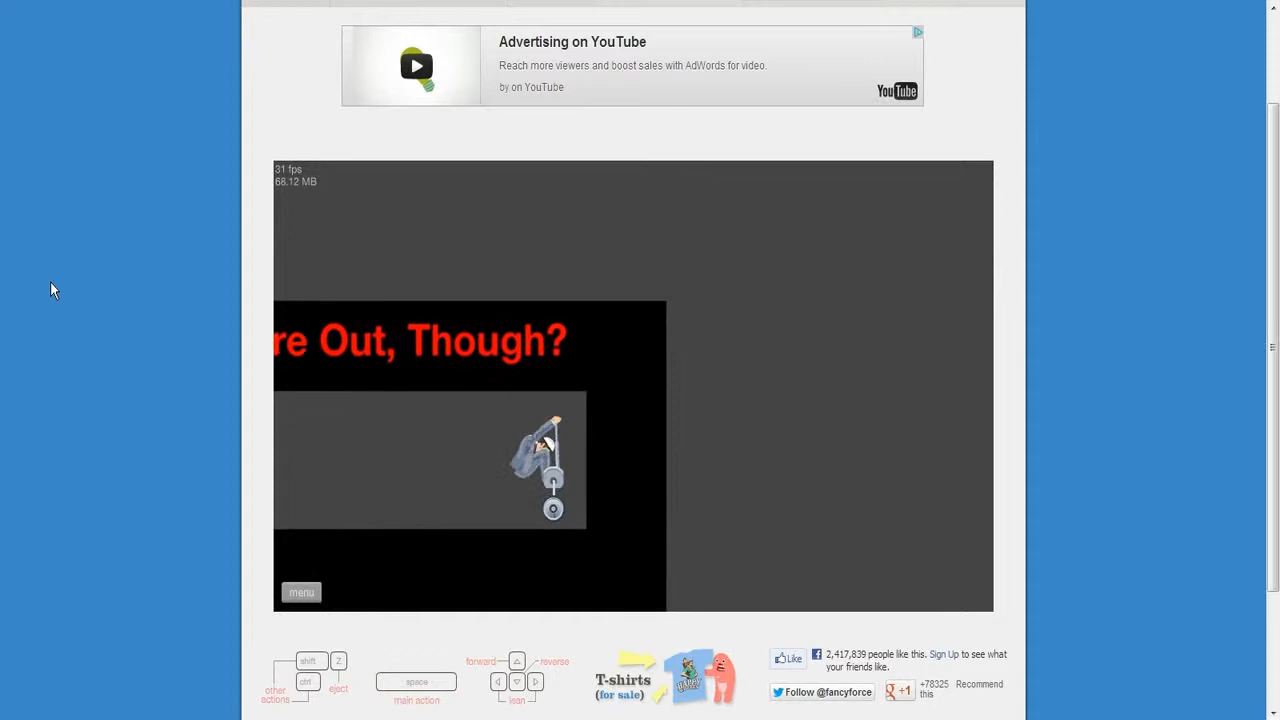 Advertising on YouTube
Reach more viewers and boost sales with AdWords for video.
by on YouTube
YouTube
31 fps
68.12 MB
re Out, Though?
menu
shift
Z
ctrl
eject
other
actions
space
main action
forward
reverse
lean
T-shirts
(for sale)
Like
2,417,839 people like this. Sign Up to see what
your friends like.
Follow @fancyforce
+1
+78325 Recommend
this